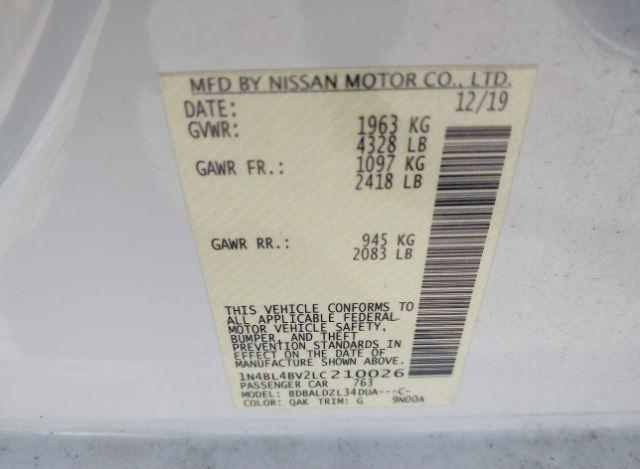 MFD BY NISSAN MOTOR CO., LTD.
DATE: 12/19
GVWR: 1963 KG
4328 LB
GAWR FR.: 1097 KG
2418 LB
GAWR RR.: 945 KG
2083 LB
THIS VEHICLE CONFORMS TO
ALL APPLICABLE FEDERAL
MOTOR VEHICLE SAFETY,
BUMPER, AND THEFT
PREVENTION STANDARDS IN
EFFECT ON THE DATE OF
MANUFACTURE SHOWN ABOVE.
1N4BL4BV2LC210026
PASSENGER CAR 763
MODEL: BDBALDZL34DUA---C-
COLOR: QAK TRIM: G 9N00A